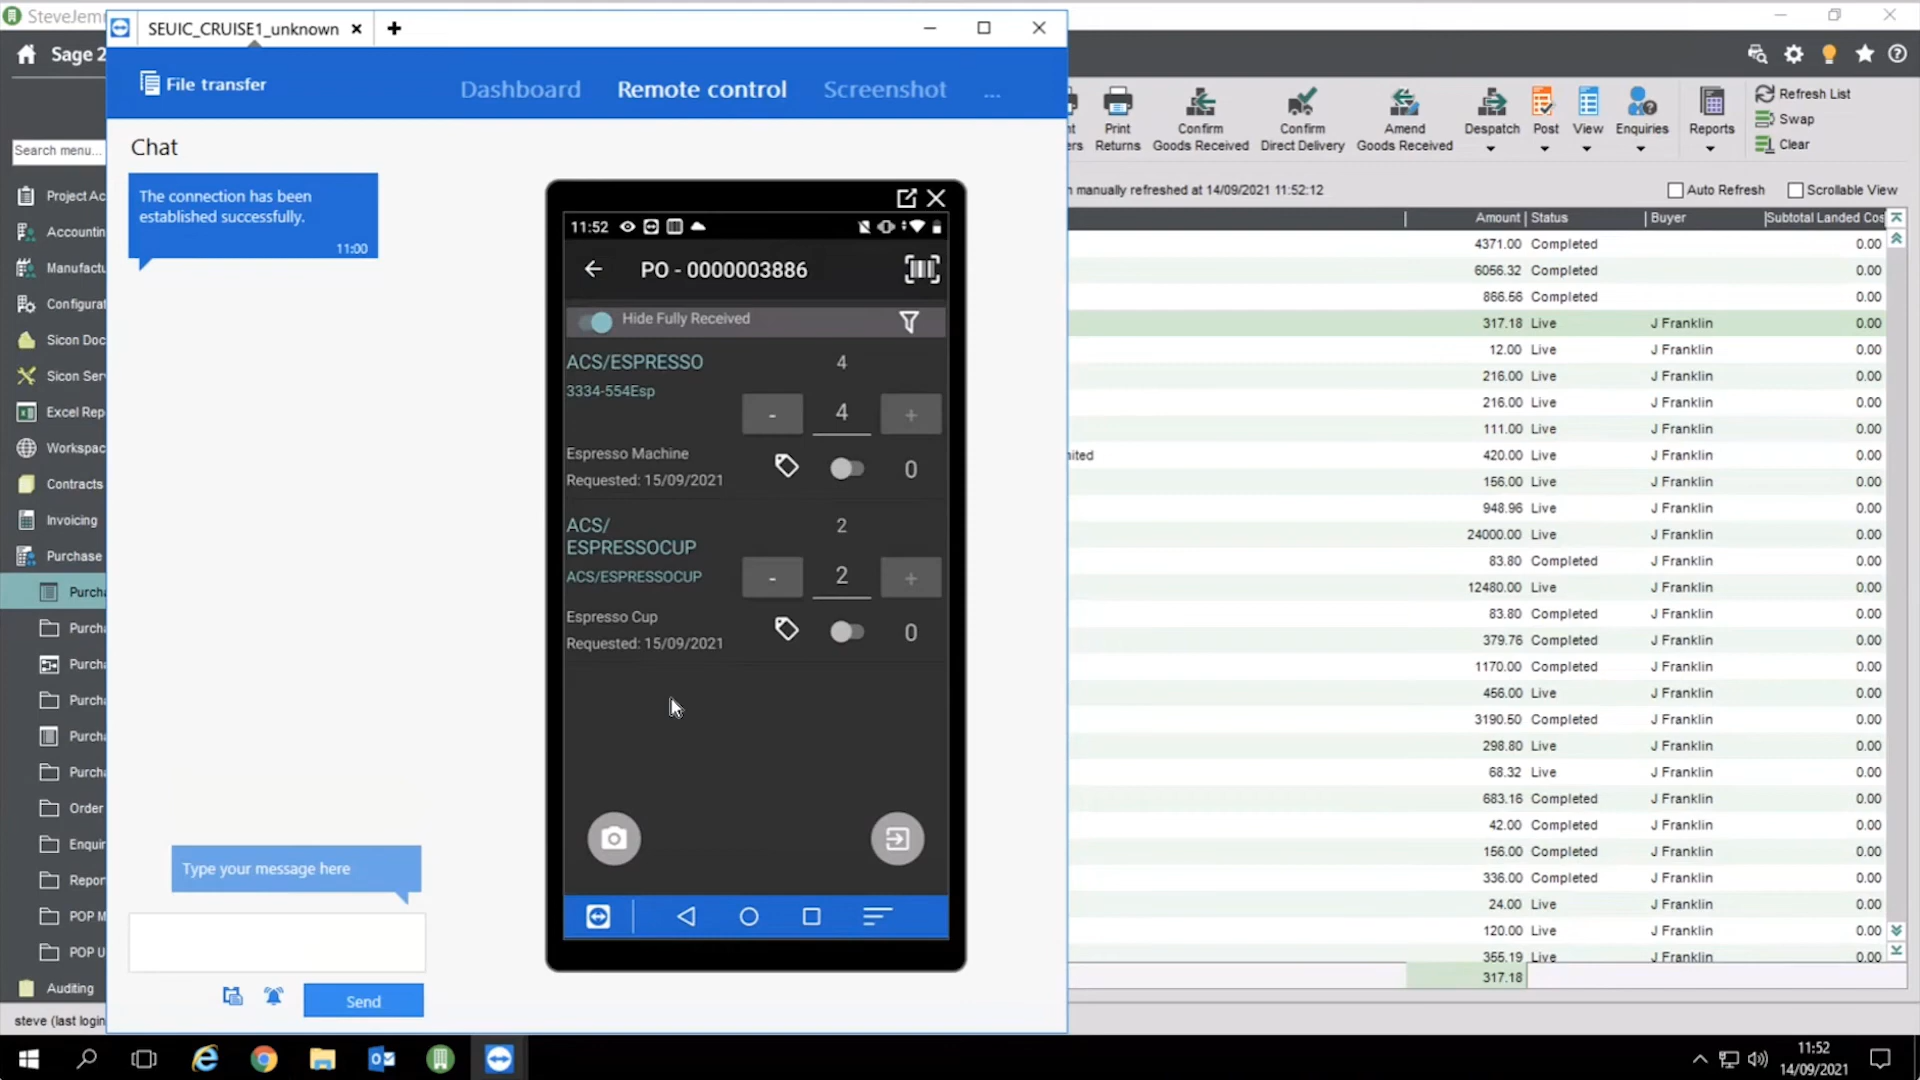 SteveJem
SEUIC_CRUISE1_unknown
Sage 2
File transfer
Dashboard
Remote control
Screenshot
...
Print
Returns
Confirm
Goods Received
Confirm
Direct Delivery
Amend
Goods Received
Despatch
Post
View
Enquiries
Reports
Refresh List
Swap
Clear
Search menu...
Project Ac
Accountin
Manufactu
Configurat
Sicon Doc
Sicon Ser
Excel Rep
Workspac
Contracts
Invoicing
Purchase
Purcha
Purcha
Purcha
Purcha
Purcha
Purcha
Order
Enquir
Repor
POP M
POP U
Auditing
steve (last login
Chat
The connection has been
established successfully.
11:00
Type your message here
Send
11:52
PO - 0000003886
Hide Fully Received
ACS/ESPRESSO 4
3334-554Esp
- 4 +
Espresso Machine
Requested: 15/09/2021 0
ACS/ 2
ESPRESSOCUP
ACS/ESPRESSOCUP - 2 +
Espresso Cup
Requested: 15/09/2021 0
manually refreshed at 14/09/2021 11:52:12
Auto Refresh
Scrollable View
Amount Status Buyer Subtotal Landed Cos
4371.00 Completed 0.00
6056.32 Completed 0.00
866.56 Completed 0.00
317.18 Live J Franklin 0.00
12.00 Live J Franklin 0.00
216.00 Live J Franklin 0.00
216.00 Live J Franklin 0.00
111.00 Live J Franklin 0.00
420.00 Live J Franklin 0.00
156.00 Live J Franklin 0.00
948.96 Live J Franklin 0.00
24000.00 Live J Franklin 0.00
83.80 Completed J Franklin 0.00
12480.00 Live J Franklin 0.00
83.80 Completed J Franklin 0.00
379.76 Completed J Franklin 0.00
1170.00 Completed J Franklin 0.00
456.00 Live J Franklin 0.00
3190.50 Completed J Franklin 0.00
298.80 Live J Franklin 0.00
68.32 Live J Franklin 0.00
683.16 Completed J Franklin 0.00
42.00 Completed J Franklin 0.00
156.00 Completed J Franklin 0.00
336.00 Completed J Franklin 0.00
24.00 Live J Franklin 0.00
120.00 Live J Franklin 0.00
355.19 Live J Franklin 0.00
317.18
11:52
14/09/2021